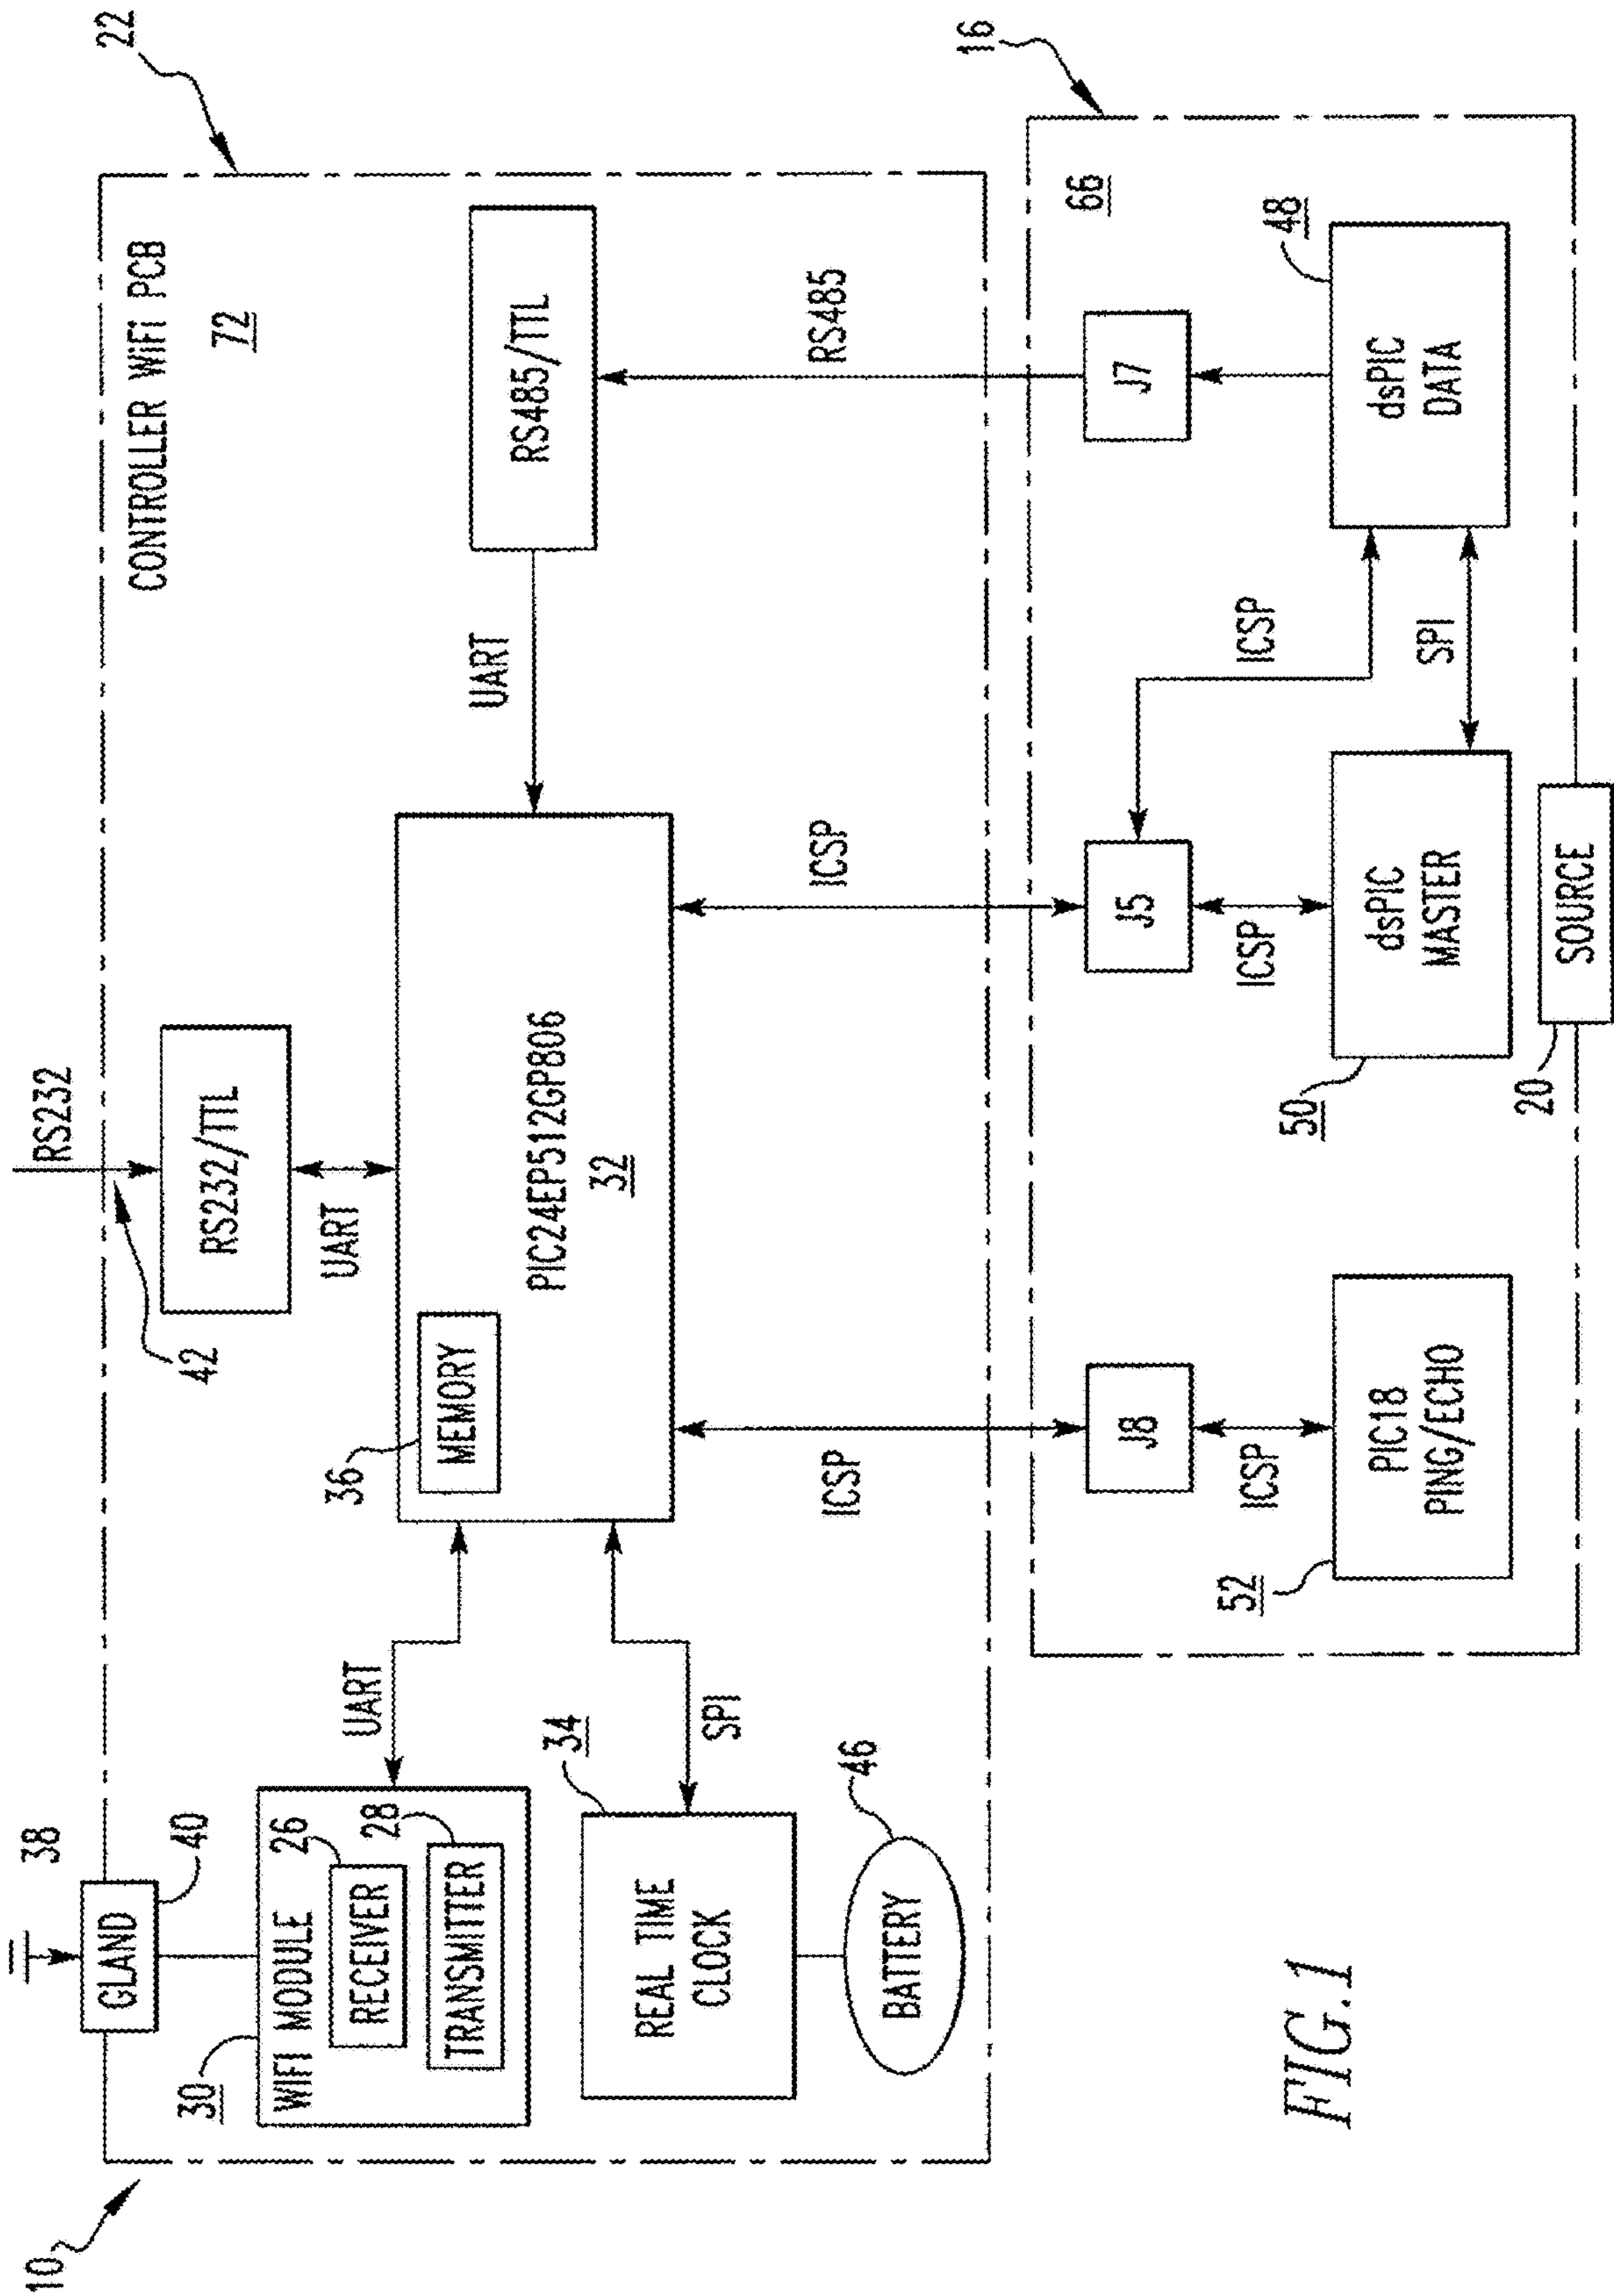 10
38
GLAND
40
RS232
42
22
CONTROLLER WiFi PCB
72
30
WIFI MODULE
RECEIVER
26
TRANSMITTER
28
UART
RS232/TTL
UART
36
MEMORY
PIC24EP512GP806
32
UART
RS485/TTL
REAL TIME
CLOCK
34
SPI
BATTERY
46
ICSP
ICSP
RS485
16
66
J8
J5
J7
ICSP
ICSP
ICSP
52
PIC18
PING/ECHO
50
dsPIC
MASTER
SPI
48
dsPIC
DATA
20
SOURCE
FIG.1